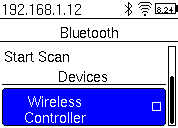 192.168.1.12 8.24
Bluetooth
Start Scan
Devices
Wireless
Controller